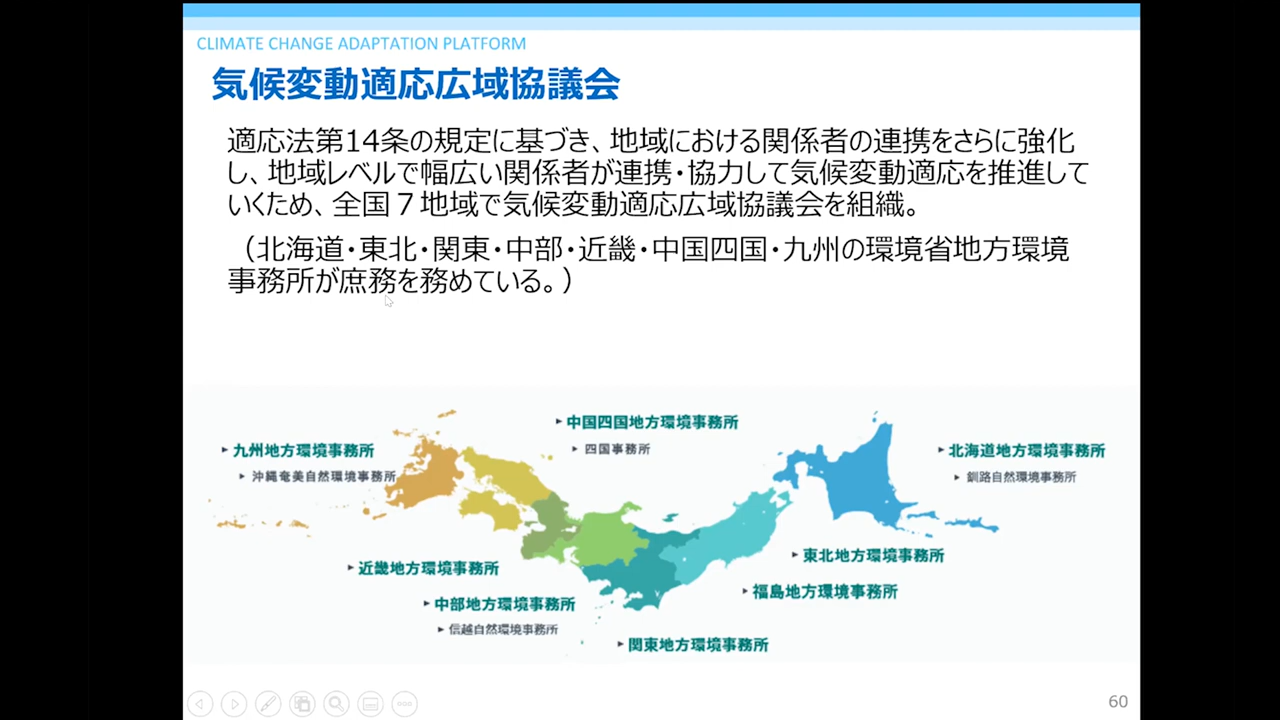 CLIMATE CHANGE ADAPTATION PLATFORM
気候変動適応広域協議会
適応法第14条の規定に基づき、地域における関係者の連携をさらに強化
し、地域レベルで幅広い関係者が連携・協力して気候変動適応を推進して
いくため、全国７地域で気候変動適応広域協議会を組織。
（北海道・東北・関東・中部・近畿・中国四国・九州の環境省地方環境
事務所が庶務を務めている。）
中国四国地方環境事務所
四国事務所
九州地方環境事務所
沖縄奄美自然環境事務所
北海道地方環境事務所
釧路自然環境事務所
東北地方環境事務所
近畿地方環境事務所
福島地方環境事務所
中部地方環境事務所
信越自然環境事務所
関東地方環境事務所
60